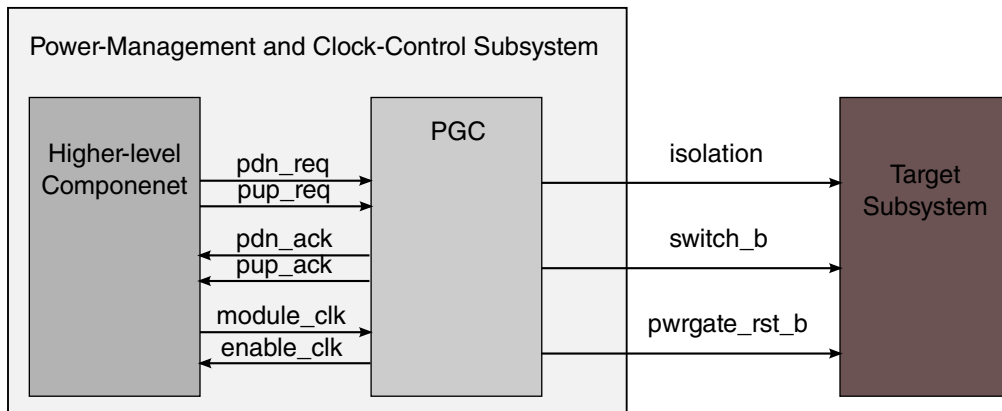 Power-Management and Clock-Control Subsystem
Higher-level
Componenet
pdn_req
pup_req
pdn_ack
pup_ack
module_clk
enable_clk
PGC
isolation
switch_b
pwrgate_rst_b
Target
Subsystem